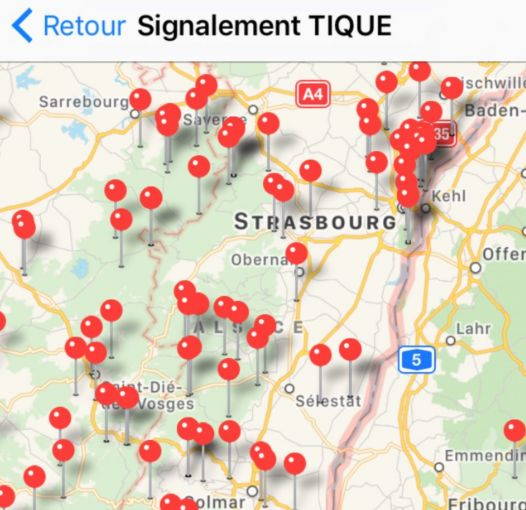 Retour Signalement TIQUE
A4
Sarrebourg
Saverne
Baden-
35
Kehl
STRASBOURG
Obernai
Offen
Lahr
ALSACE
5
Saint-Dié-
des-Vosges
Sélestat
Emmending
Colmar
Fribourg